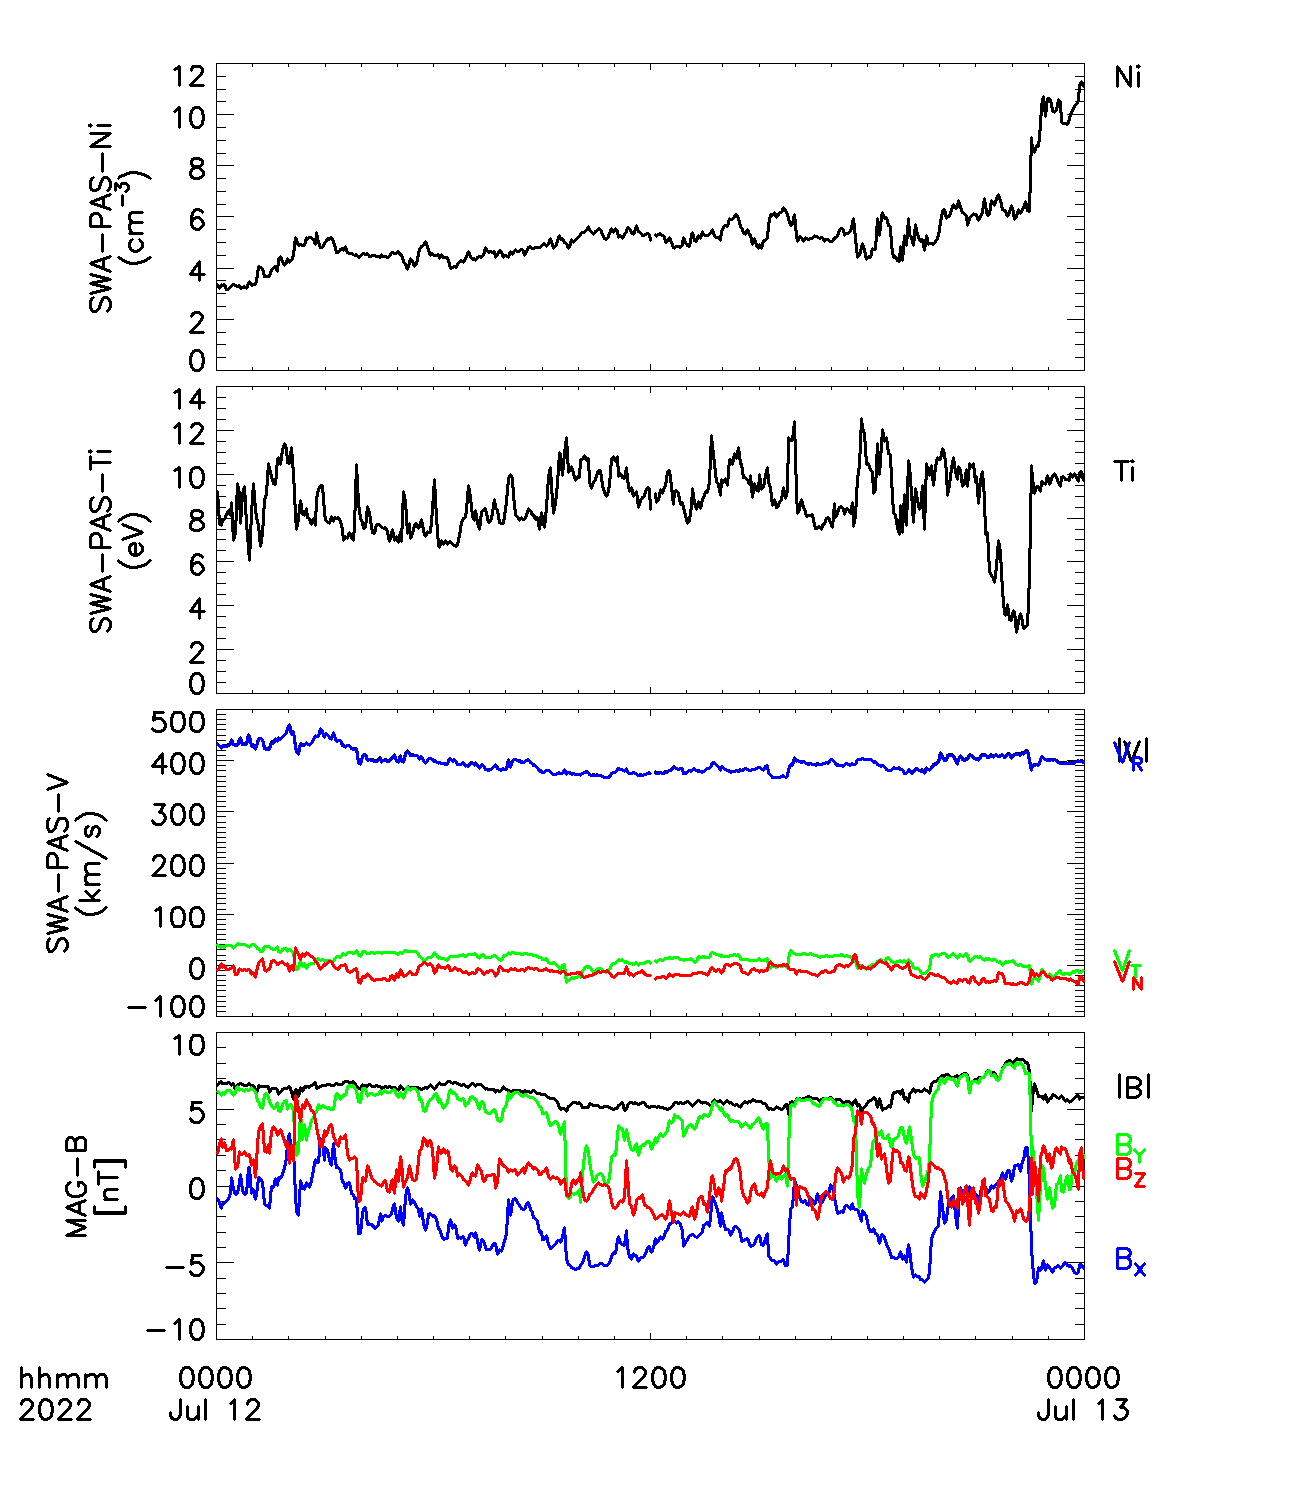 SWA-PAS-Ni
(cm⁻³)
12
10
8
6
4
2
0
Ni
SWA-PAS-Ti
(eV)
14
12
10
8
6
4
2
0
Ti
SWA-PAS-V
(km/s)
500
400
300
200
100
0
-100
|V|
V_R
V_T
V_N
MAG-B
[nT]
10
5
0
-5
-10
|B|
B_Y
B_Z
B_X
hhmm 0000 1200 0000
2022 Jul 12 Jul 13